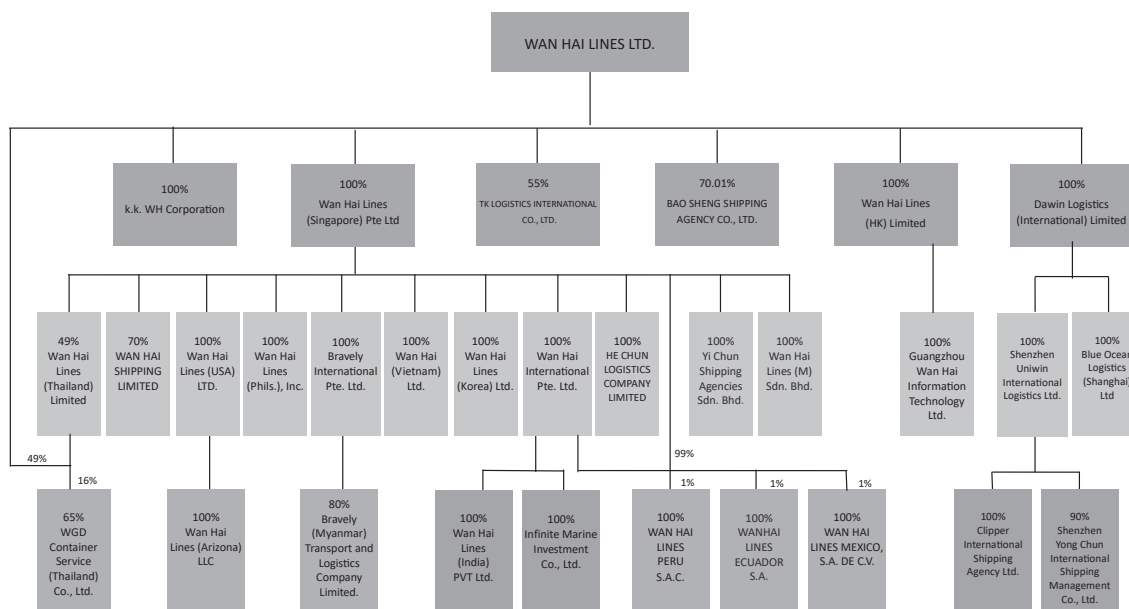 WAN HAI LINES LTD.
100%
k.k. WH Corporation
100%
Wan Hai Lines
(Singapore) Pte Ltd
55%
TK LOGISTICS INTERNATIONAL
CO., LTD.
70.01%
BAO SHENG SHIPPING
AGENCY CO., LTD.
100%
Wan Hai Lines
(HK) Limited
100%
Dawin Logistics
(International) Limited
49%
Wan Hai
Lines
(Thailand)
Limited
70%
WAN HAI
SHIPPING
LIMITED
100%
Wan Hai
Lines (USA)
LTD.
100%
Wan Hai
Lines
(Phils.), Inc.
100%
Bravely
International
Pte. Ltd.
100%
Wan Hai
(Vietnam)
Ltd.
100%
Wan Hai
Lines
(Korea) Ltd.
100%
Wan Hai
International
Pte. Ltd.
100%
HE CHUN
LOGISTICS
COMPANY
LIMITED
100%
Yi Chun
Shipping
Agencies
Sdn. Bhd.
100%
Wan Hai
Lines (M)
Sdn. Bhd.
100%
Guangzhou
Wan Hai
Information
Technology
Ltd.
100%
Shenzhen
Uniwin
International
Logistics Ltd.
100%
Blue Ocean
Logistics
(Shanghai)
Ltd
49%
16%
99%
1%
1%
1%
65%
WGD
Container
Service
(Thailand)
Co., Ltd.
100%
Wan Hai
Lines (Arizona)
LLC
80%
Bravely
(Myanmar)
Transport and
Logistics
Company
Limited.
100%
Wan Hai
Lines
(India)
PVT Ltd.
100%
Infinite Marine
Investment
Co., Ltd.
100%
WAN HAI
LINES
PERU
S.A.C.
100%
WANHAI
LINES
ECUADOR
S.A.
100%
WAN HAI
LINES MEXICO,
S.A. DE C.V.
100%
Clipper
International
Shipping
Agency Ltd.
90%
Shenzhen
Yong Chun
International
Shipping
Management
Co., Ltd.